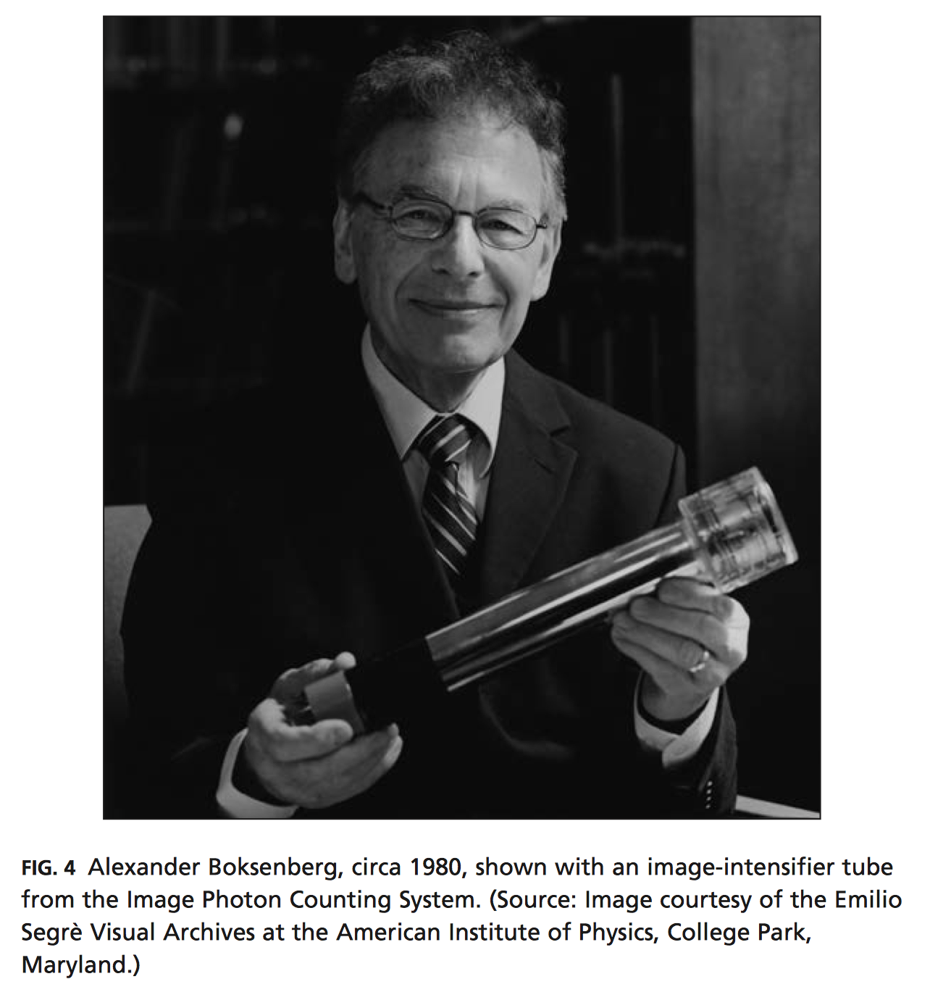 FIG. 4 Alexander Boksenberg, circa 1980, shown with an image-intensifier tube
from the Image Photon Counting System. (Source: Image courtesy of the Emilio
Segrè Visual Archives at the American Institute of Physics, College Park,
Maryland.)